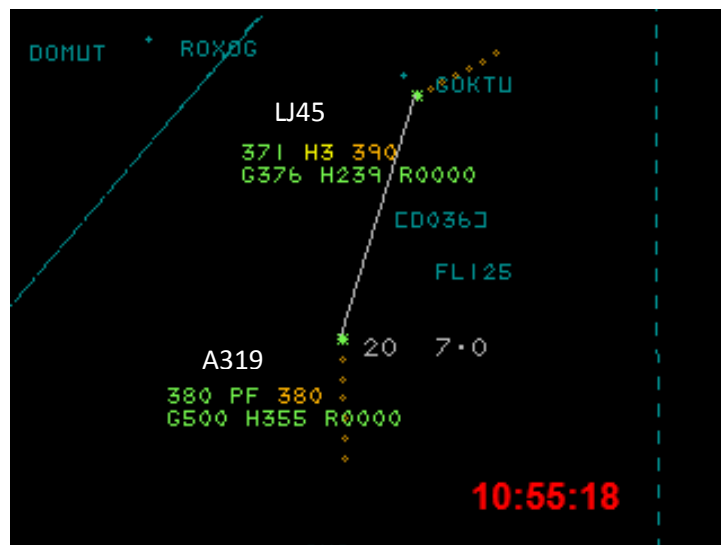 DOMUT
ROXOG
GOKTU
LJ45
371 H3 390
G376 H239 R0000
[D036]
FL125
A319
20 7·0
380 PF 380
G500 H355 R0000
10:55:18